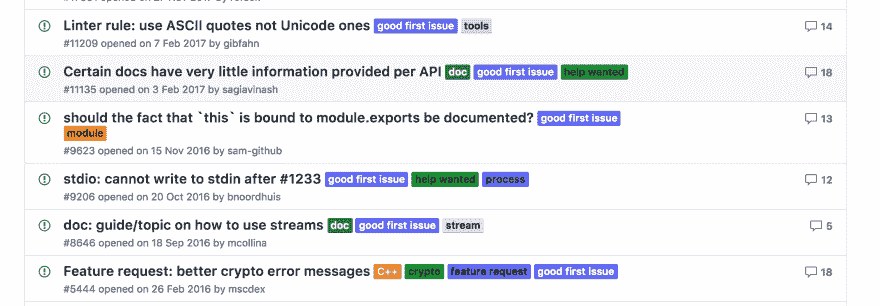 Linter rule: use ASCII quotes not Unicode ones good first issue tools 14
#11209 opened on 7 Feb 2017 by gibfahn
Certain docs have very little information provided per API doc good first issue help wanted 18
#11135 opened on 3 Feb 2017 by sagiavinash
should the fact that `this` is bound to module.exports be documented? good first issue 13
module
#9623 opened on 15 Nov 2016 by sam-github
stdio: cannot write to stdin after #1233 good first issue help wanted process 12
#9206 opened on 20 Oct 2016 by bnoordhuis
doc: guide/topic on how to use streams doc good first issue stream 5
#8646 opened on 18 Sep 2016 by mcollina
Feature request: better crypto error messages C++ crypto feature request good first issue 18
#5444 opened on 26 Feb 2016 by mscdex